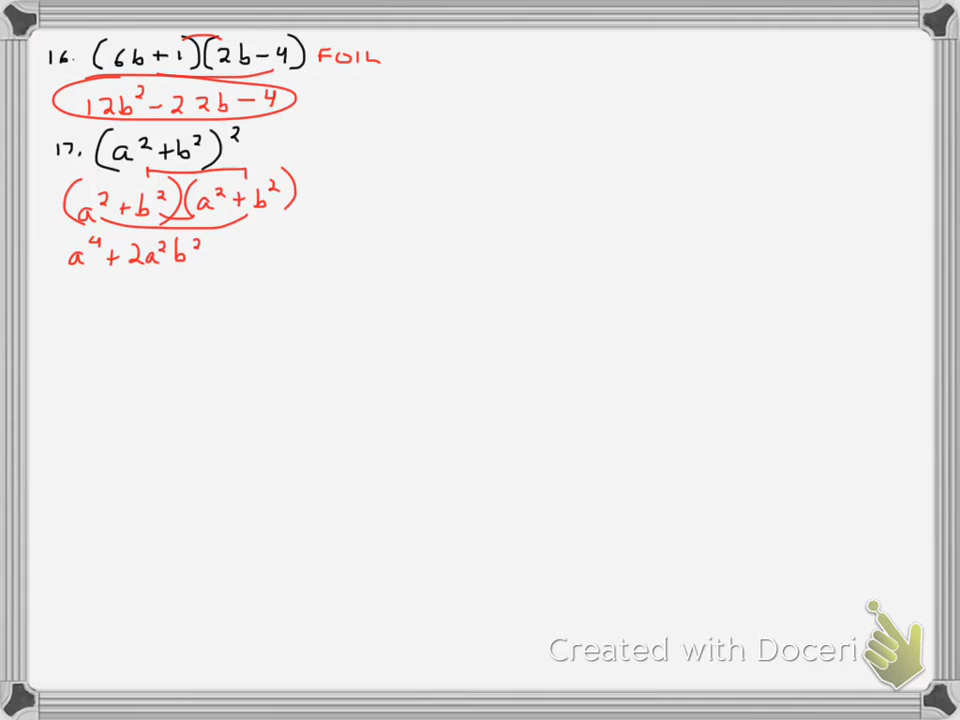 16. (6b+1)(2b-4) FOIL
12b²-22b-4
17. (a²+b²)²
(a²+b²)(a²+b²)
a⁴+2a²b²
Created with Doceri